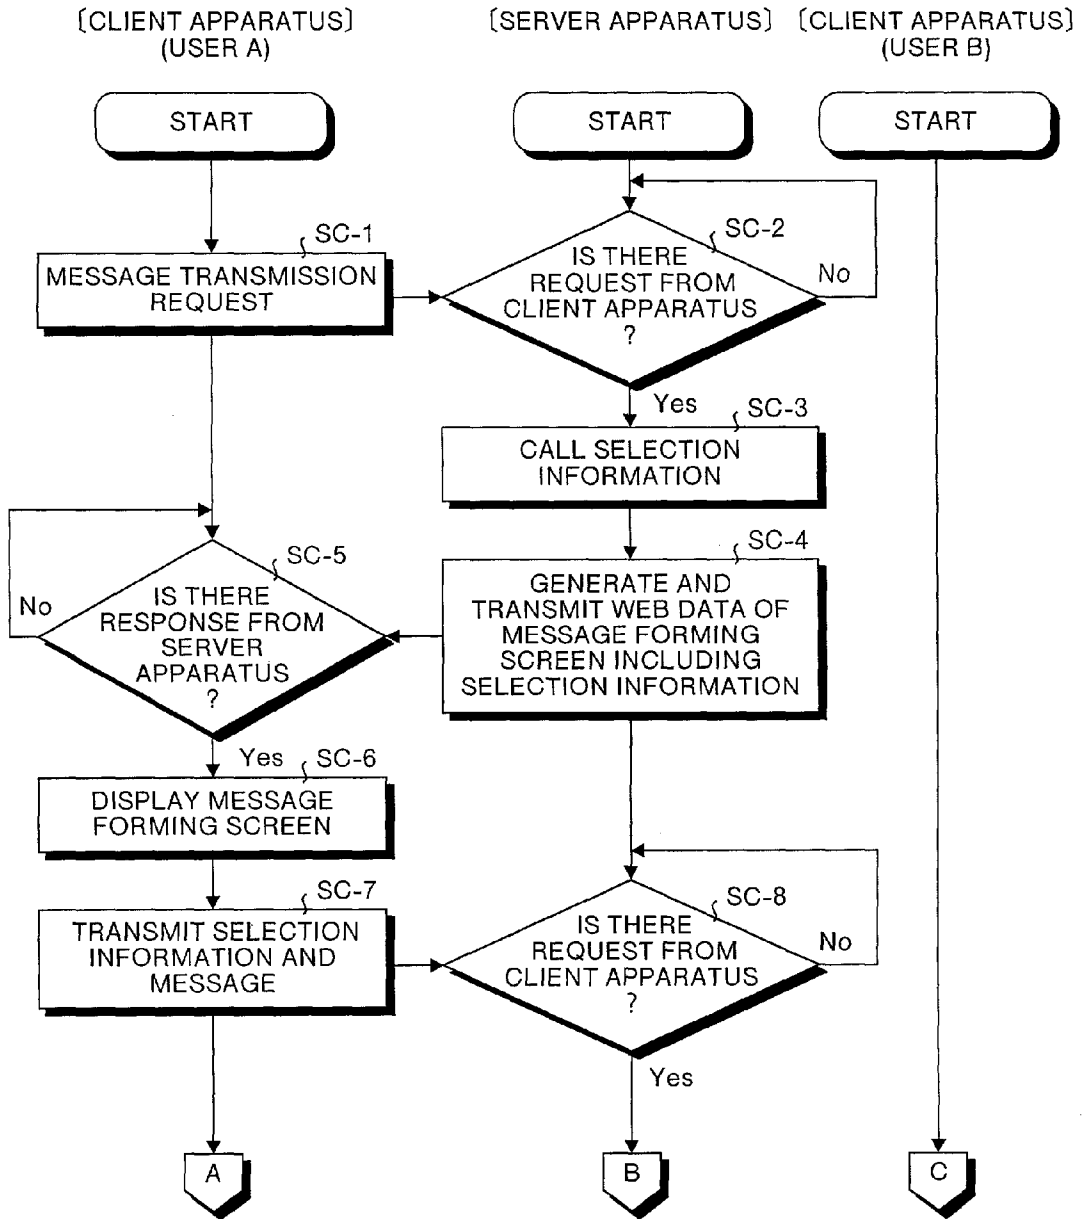 〔CLIENT APPARATUS〕
(USER A)
〔SERVER APPARATUS〕
〔CLIENT APPARATUS〕
(USER B)
START
START
START
SC-1
MESSAGE TRANSMISSION
REQUEST
SC-2
IS THERE
REQUEST FROM
CLIENT APPARATUS
?
No
Yes
SC-3
CALL SELECTION
INFORMATION
SC-4
GENERATE AND
TRANSMIT WEB DATA OF
MESSAGE FORMING
SCREEN INCLUDING
SELECTION INFORMATION
SC-5
IS THERE
RESPONSE FROM
SERVER
APPARATUS
?
No
Yes
SC-6
DISPLAY MESSAGE
FORMING SCREEN
SC-7
TRANSMIT SELECTION
INFORMATION AND
MESSAGE
SC-8
IS THERE
REQUEST FROM
CLIENT APPARATUS
?
No
Yes
A
B
C